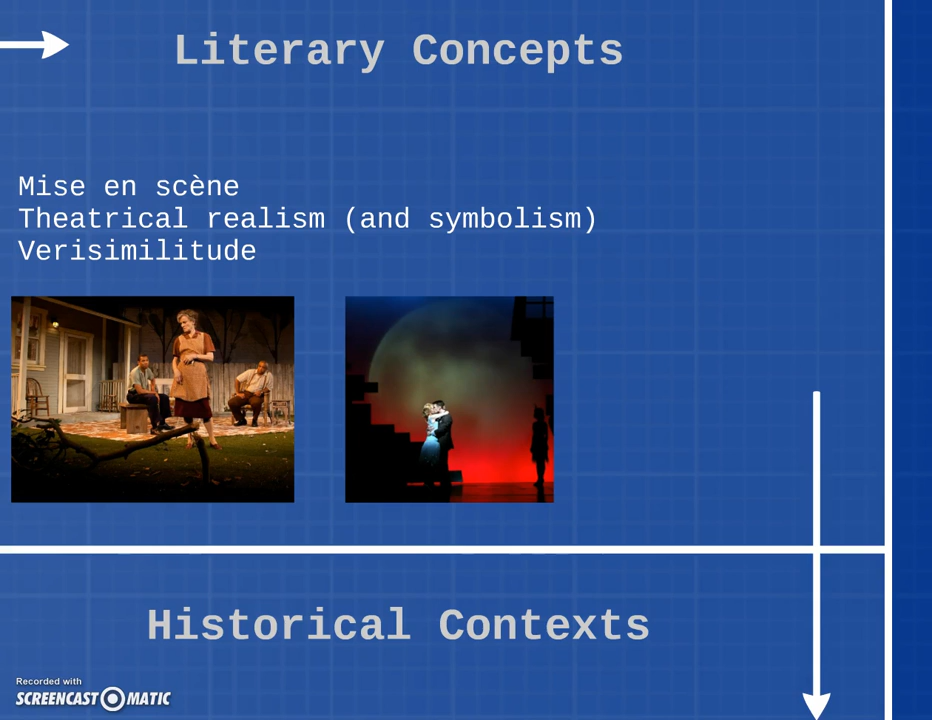 Literary Concepts
Mise en scène
Theatrical realism (and symbolism)
Verisimilitude
Historical Contexts
Recorded with
SCREENCAST MATIC